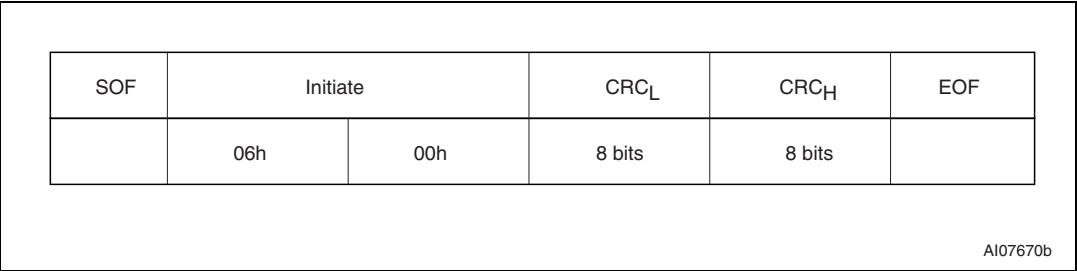 SOF Initiate CRCL CRCH EOF
06h 00h 8 bits 8 bits
AI07670b